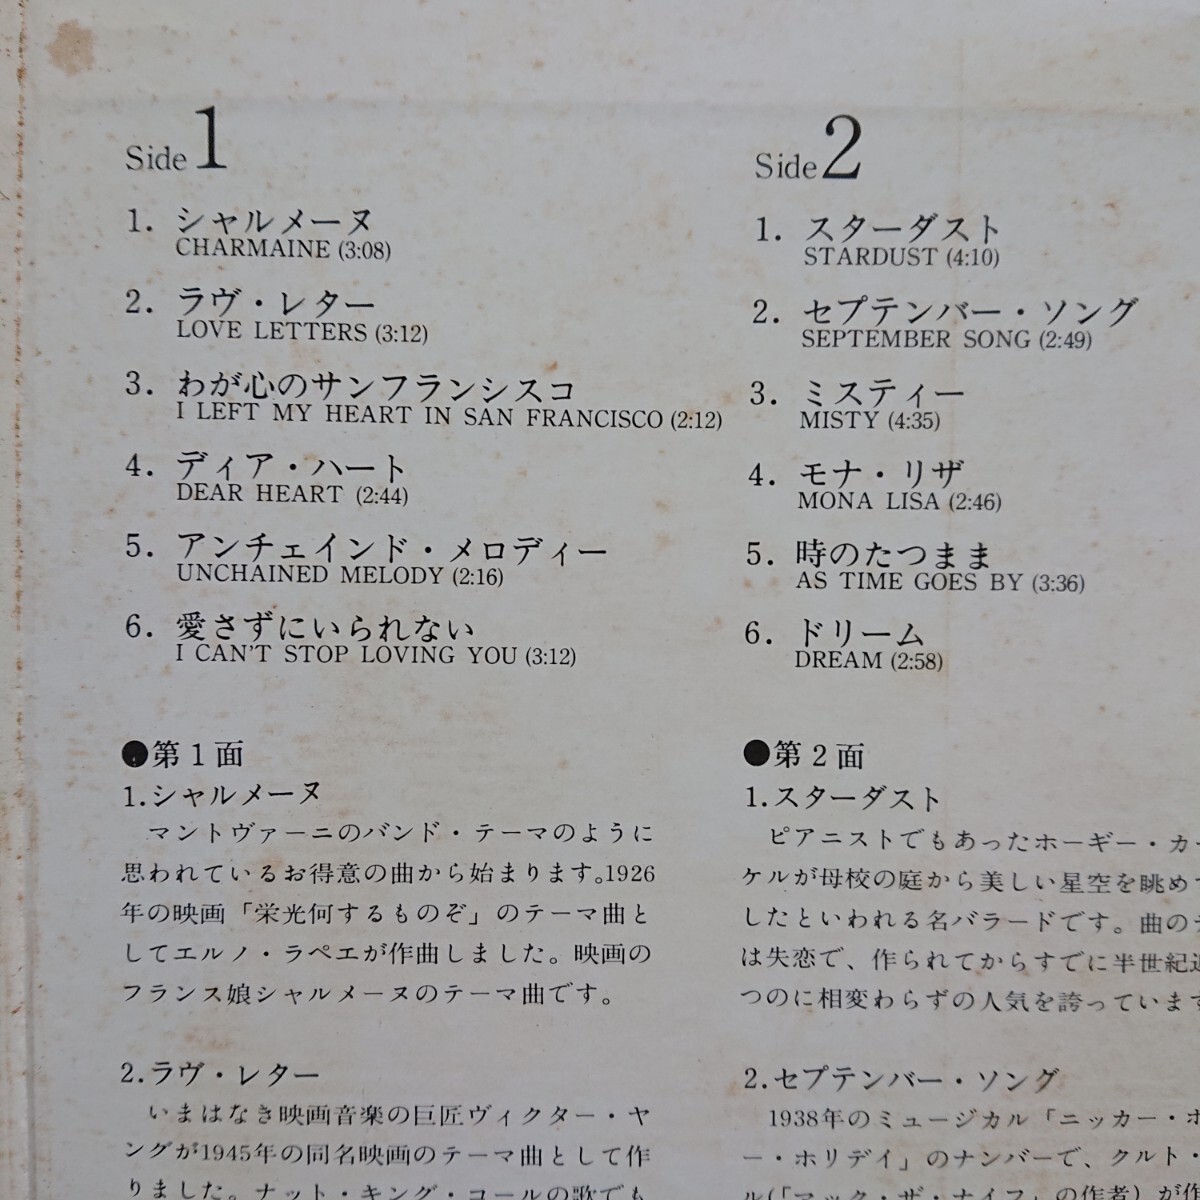 Side 1
1. シャルメーヌ
CHARMAINE (3:08)
2. ラヴ・レター
LOVE LETTERS (3:12)
3. わが心のサンフランシスコ
I LEFT MY HEART IN SAN FRANCISCO (2:12)
4. ディア・ハート
DEAR HEART (2:44)
5. アンチェインド・メロディー
UNCHAINED MELODY (2:16)
6. 愛さずにいられない
I CAN'T STOP LOVING YOU (3:12)
Side 2
1. スターダスト
STARDUST (4:10)
2. セプテンバー・ソング
SEPTEMBER SONG (2:49)
3. ミスティー
MISTY (4:35)
4. モナ・リザ
MONA LISA (2:46)
5. 時のたつまま
AS TIME GOES BY (3:36)
6. ドリーム
DREAM (2:58)
●第1面
1.シャルメーヌ
マントヴァーニのバンド・テーマのように
思われているお得意の曲から始まります。1926
年の映画「栄光何するものぞ」のテーマ曲と
してエルノ・ラペエが作曲しました。映画の
フランス娘シャルメーヌのテーマ曲です。
2.ラヴ・レター
いまはなき映画音楽の巨匠ヴィクター・ヤ
ングが1945年の同名映画のテーマ曲として作
りました。ナット・キング・コールの歌でも
●第2面
1.スターダスト
ピアニストでもあったホーギー・カー
ケルが母校の庭から美しい星空を眺めて
したといわれる名バラードです。曲の
は失恋で、作られてからすでに半世紀近
つのに相変わらずの人気を誇っています
2.セプテンバー・ソング
1938年のミュージカル「ニッカー・ボ
ー・ホリデイ」のナンバーで、クルト・
ル(「マック・ザ・ナイフ」の作者)が作